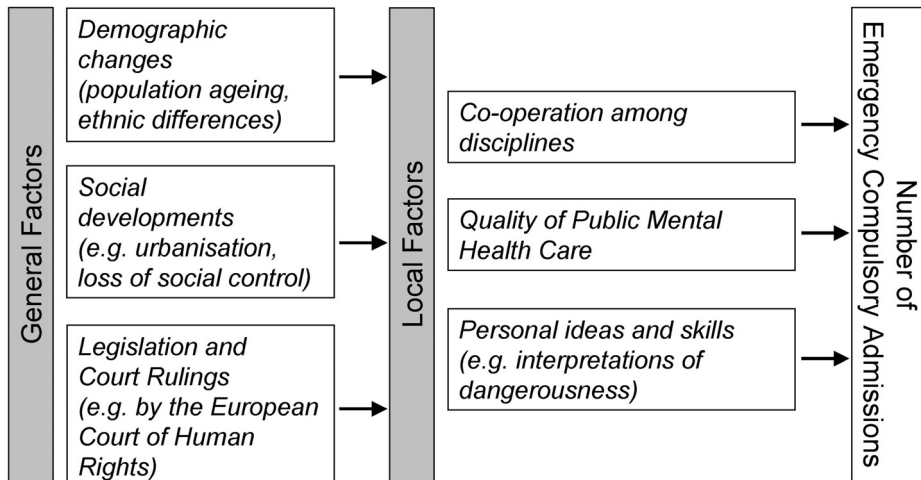 General Factors
Demographic
changes
(population ageing,
ethnic differences)
Social
developments
(e.g. urbanisation,
loss of social control)
Legislation and
Court Rulings
(e.g. by the European
Court of Human
Rights)
Local Factors
Co-operation among
disciplines
Quality of Public Mental
Health Care
Personal ideas and skills
(e.g. interpretations of
dangerousness)
Number of
Emergency Compulsory Admissions